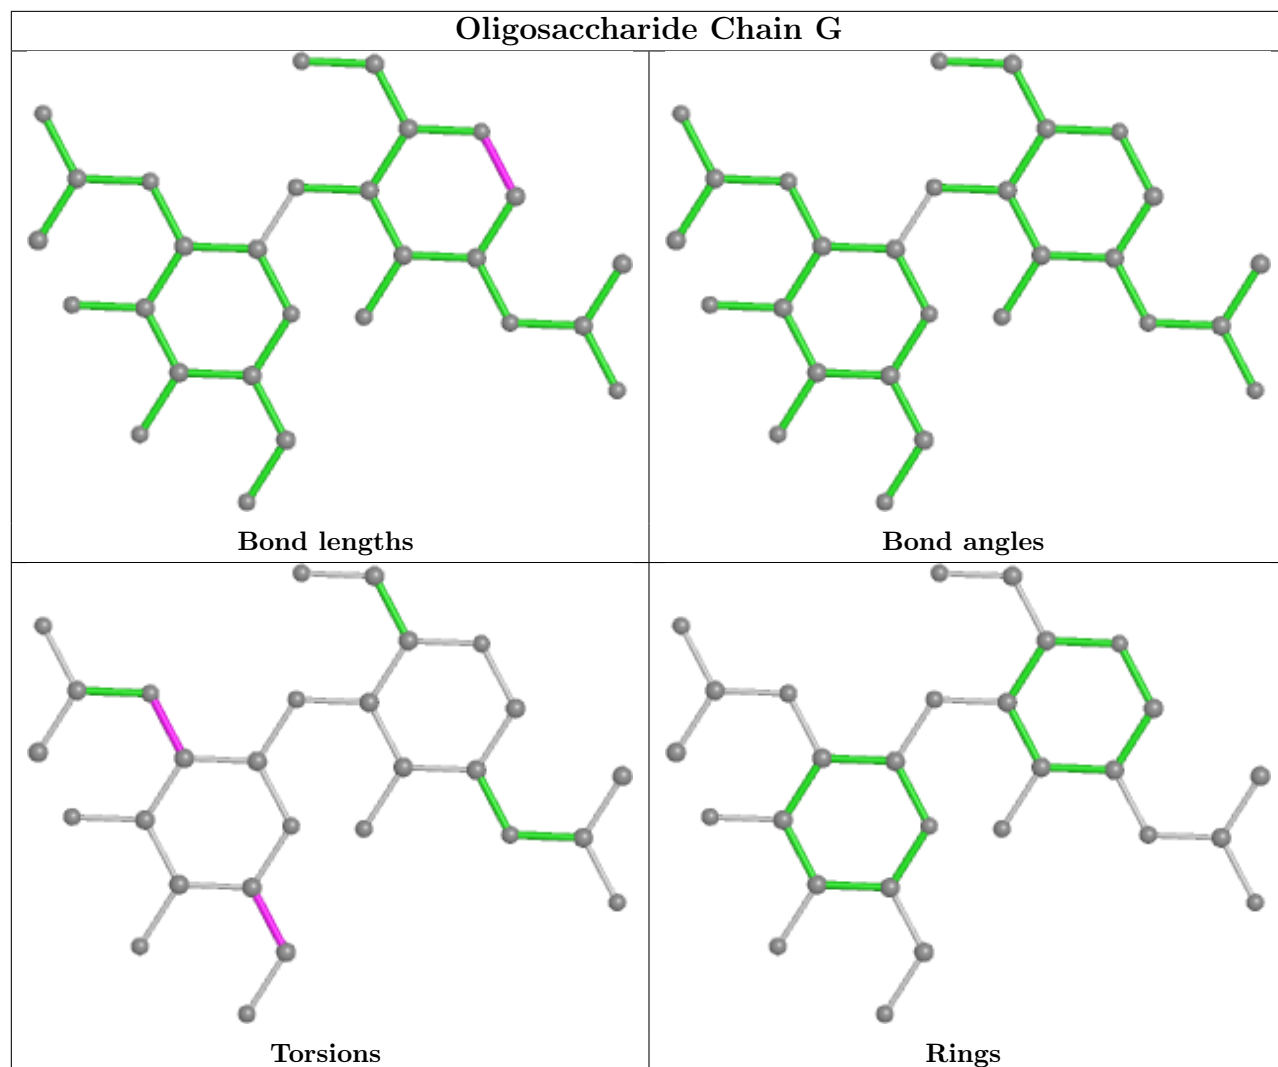 Oligosaccharide Chain G
Bond lengths
Bond angles
Torsions
Rings